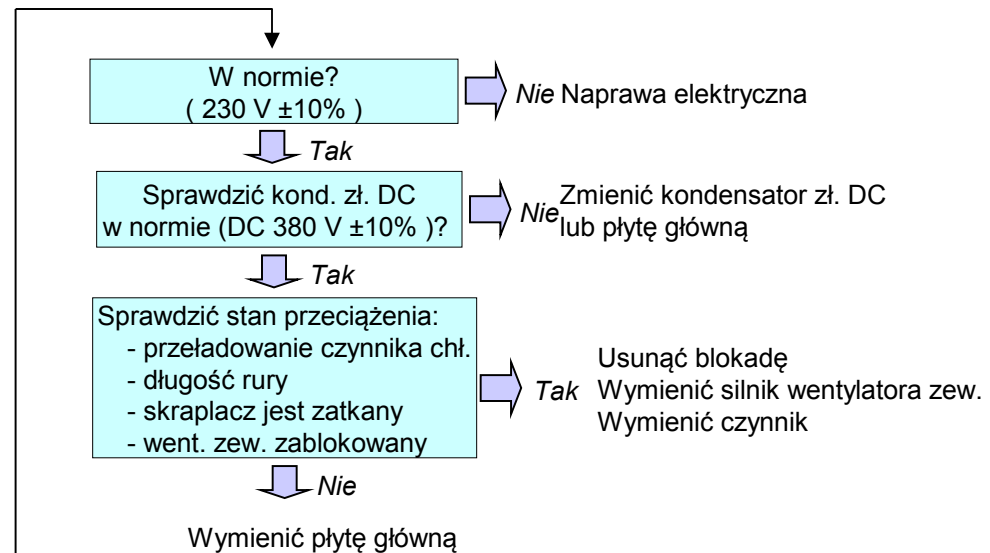 W normie?
( 230 V ±10% )
Nie Naprawa elektryczna
Tak
Sprawdzić kond. zł. DC
w normie (DC 380 V ±10% )?
Nie
Zmienić kondensator zł. DC
lub płytę główną
Tak
Sprawdzić stan przeciążenia:
- przeładowanie czynnika chł.
- długość rury
- skraplacz jest zatkany
- went. zew. zablokowany
Tak
Usunąć blokadę
Wymienić silnik wentylatora zew.
Wymienić czynnik
Nie
Wymienić płytę główną